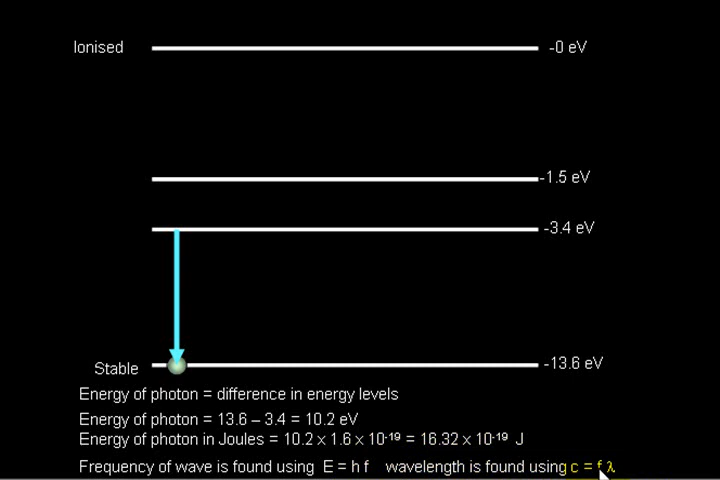 Ionised -0 eV
-1.5 eV
-3.4 eV
Stable -13.6 eV
Energy of photon = difference in energy levels
Energy of photon = 13.6 – 3.4 = 10.2 eV
Energy of photon in Joules = 10.2 x 1.6 x 10⁻¹⁹ = 16.32 x 10⁻¹⁹ J
Frequency of wave is found using E = h f wavelength is found using c = f λ